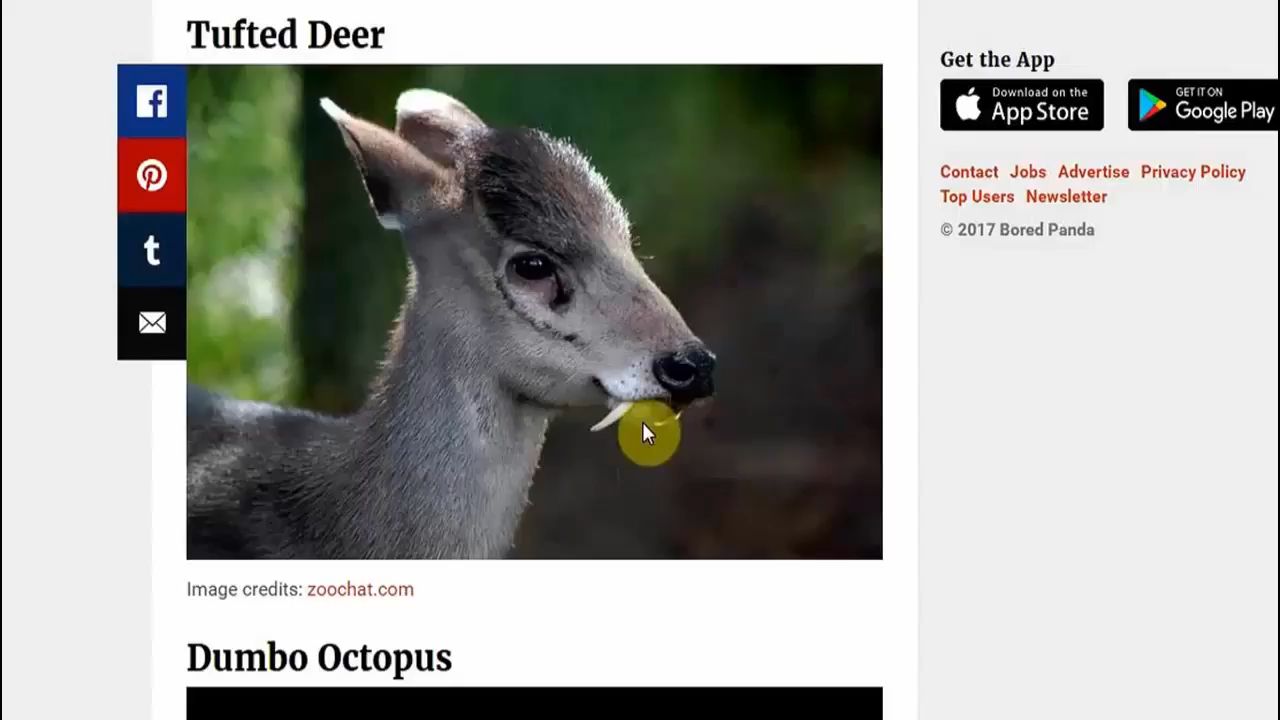 Tufted Deer
Get the App
Download on the
App Store
GET IT ON
Google Play
Contact Jobs Advertise Privacy Policy
Top Users Newsletter
© 2017 Bored Panda
Image credits: zoochat.com
Dumbo Octopus